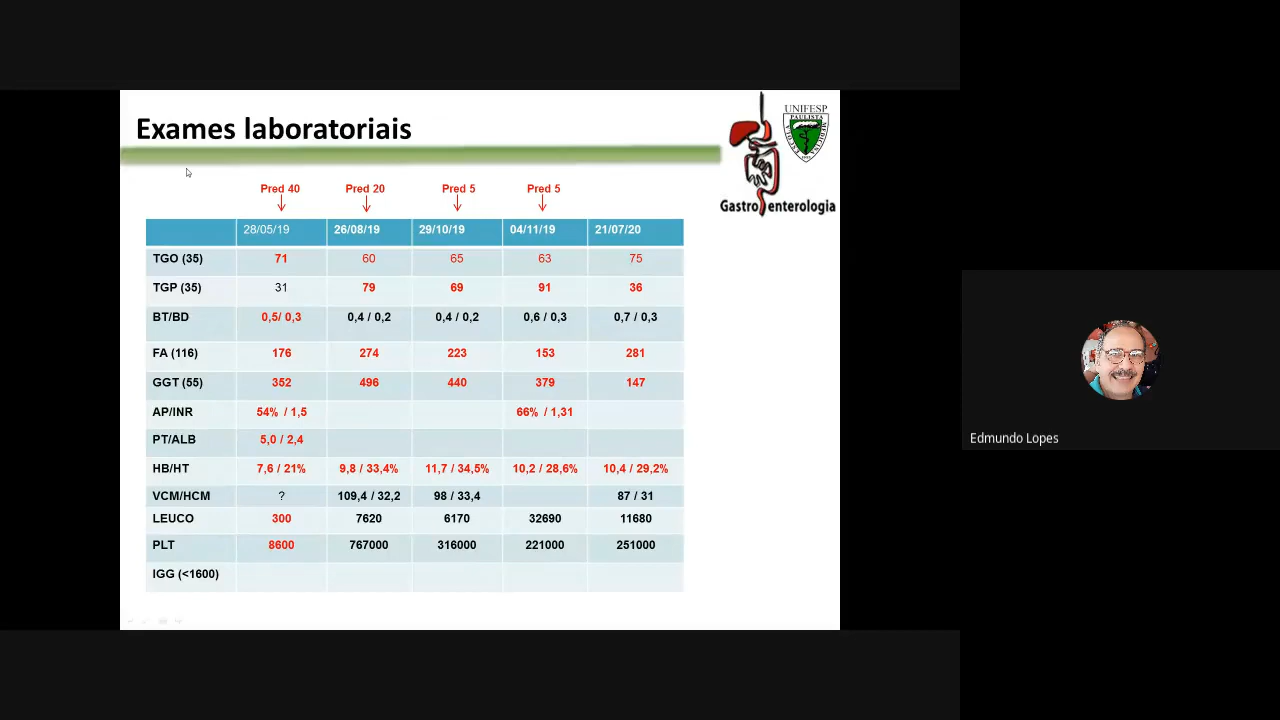 Exames laboratoriais
UNIFESP
PAULISTA
Gastroenterologia
Pred 40 Pred 20 Pred 5 Pred 5
28/05/19 26/08/19 29/10/19 04/11/19 21/07/20
TGO (35) 71 60 65 63 75
TGP (35) 31 79 69 91 36
BT/BD 0,5/ 0,3 0,4 / 0,2 0,4 / 0,2 0,6 / 0,3 0,7 / 0,3
FA (116) 176 274 223 153 281
GGT (55) 352 496 440 379 147
AP/INR 54% / 1,5 66% / 1,31
PT/ALB 5,0 / 2,4
HB/HT 7,6 / 21% 9,8 / 33,4% 11,7 / 34,5% 10,2 / 28,6% 10,4 / 29,2%
VCM/HCM ? 109,4 / 32,2 98 / 33,4 87 / 31
LEUCO 300 7620 6170 32690 11680
PLT 8600 767000 316000 221000 251000
IGG (<1600)
Edmundo Lopes